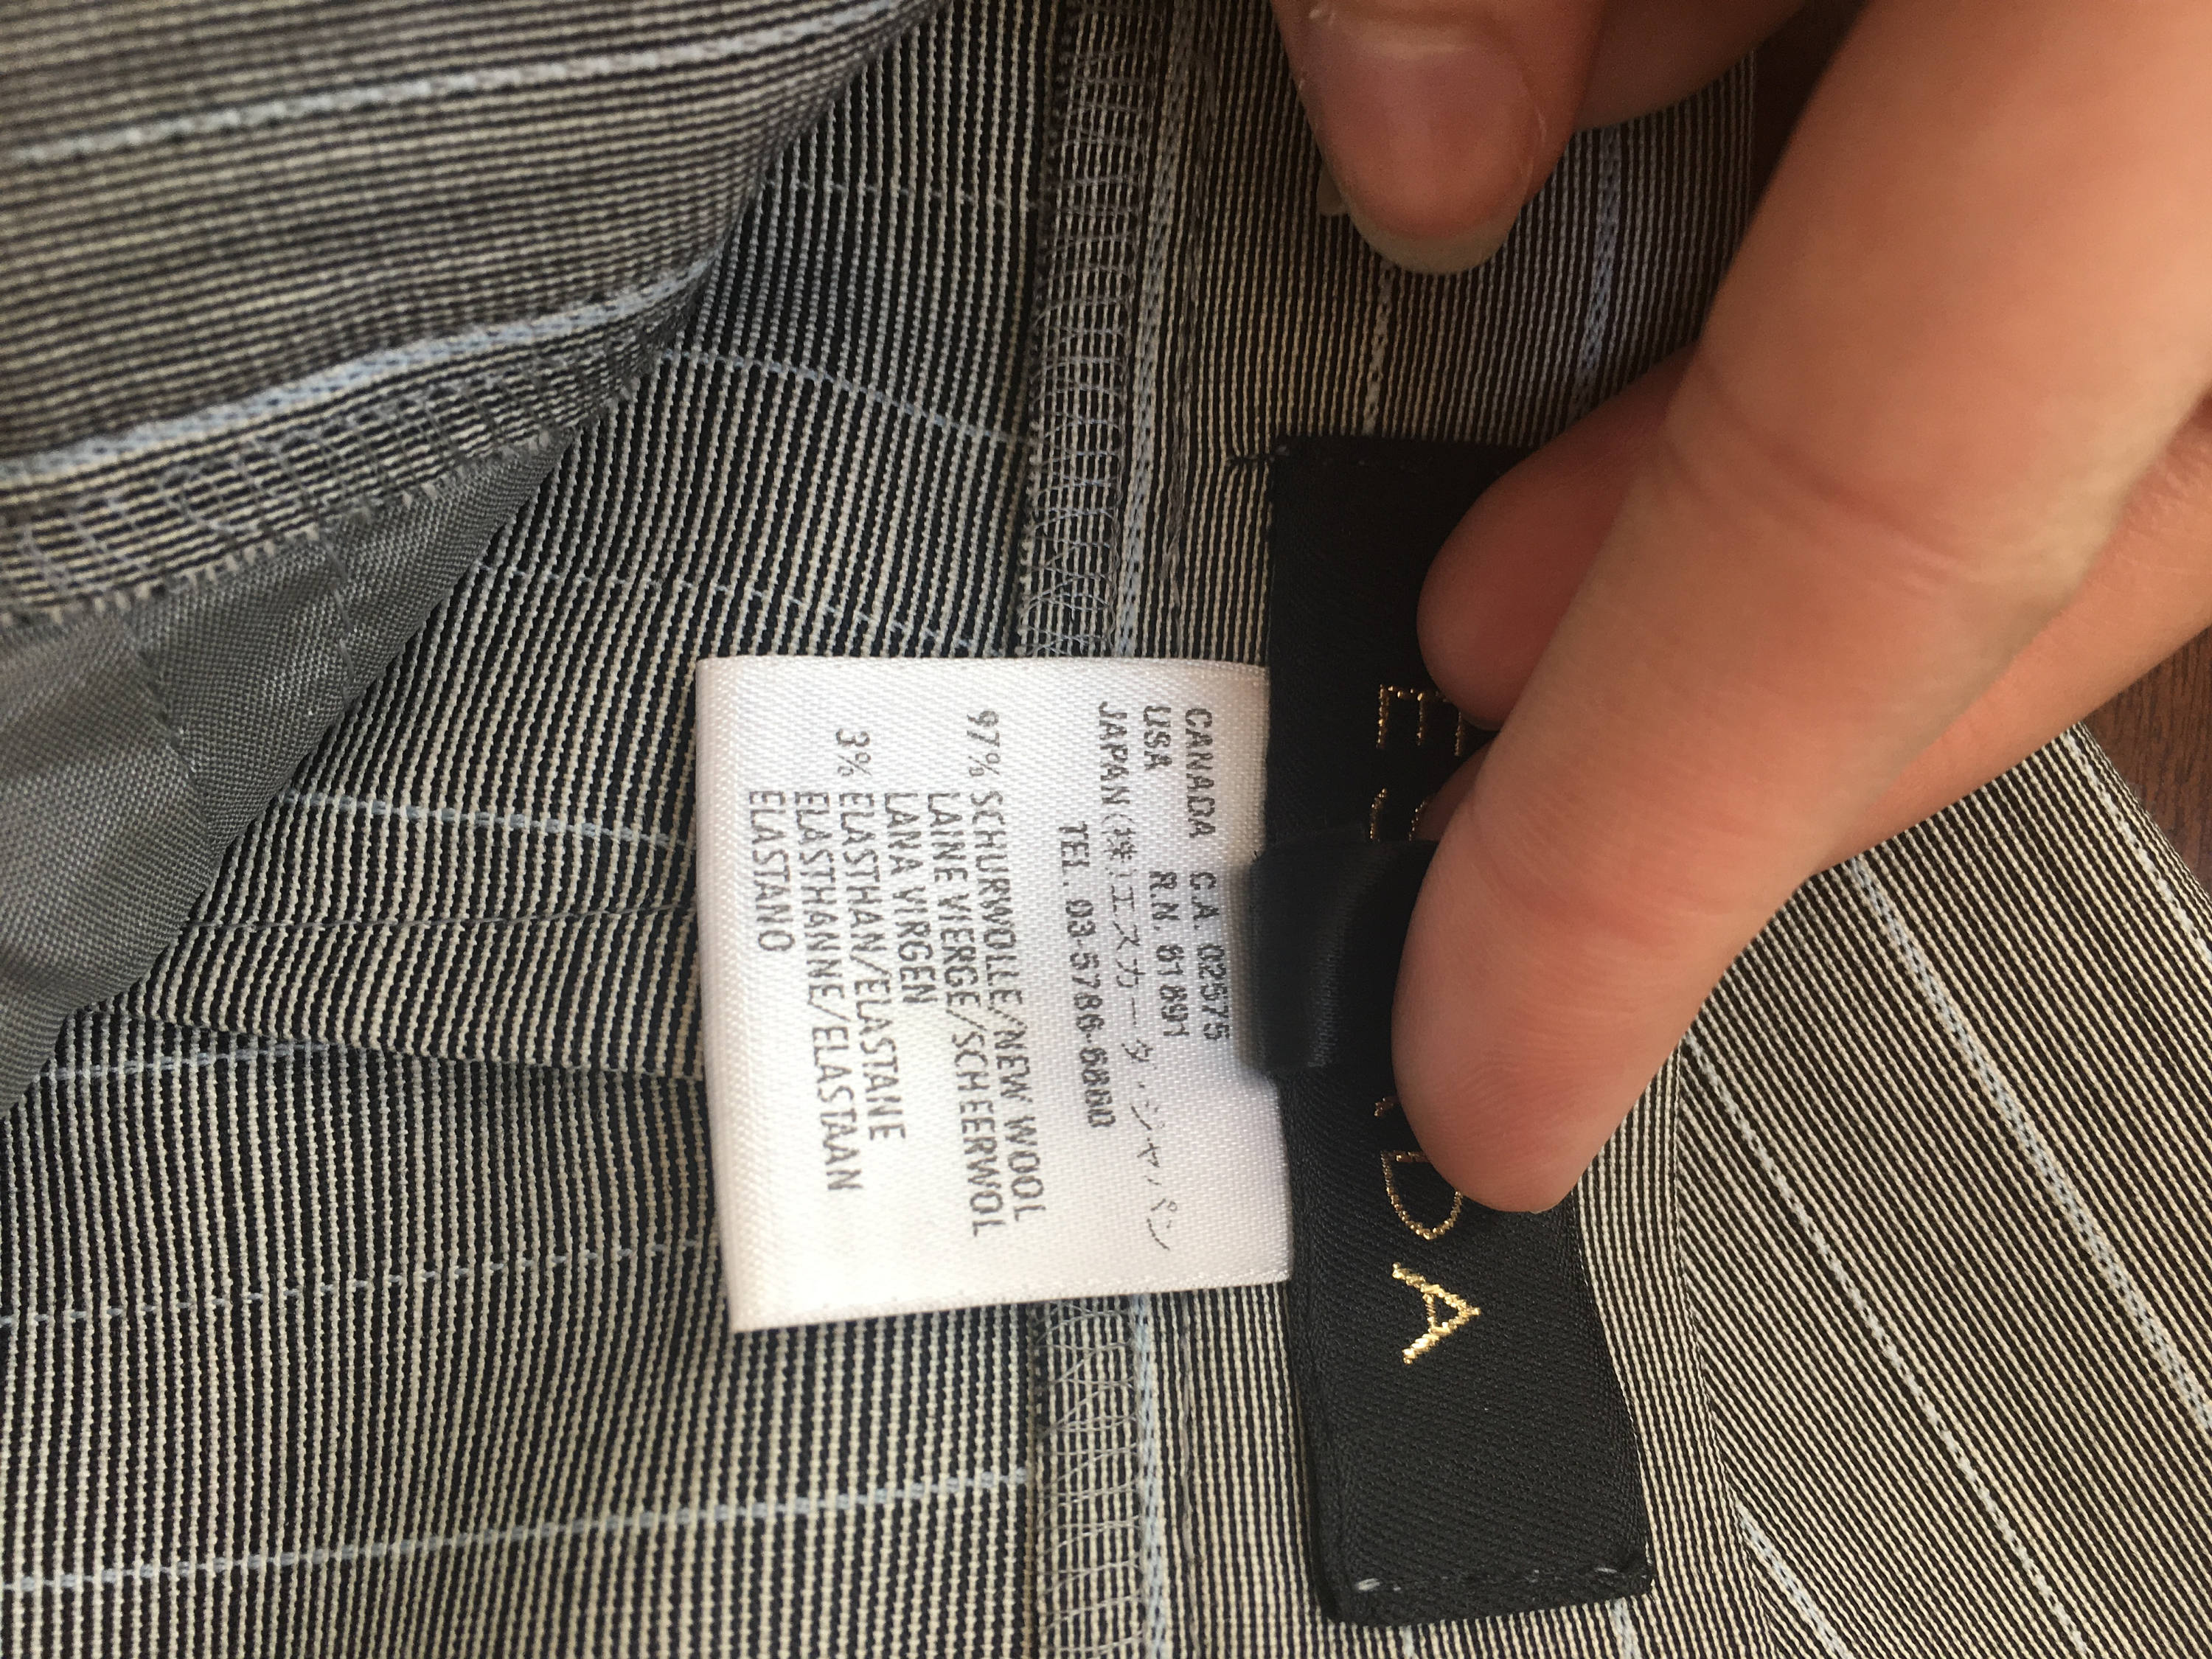 CANADA C.A. 02575
USA R.N. 81891
JAPAN(株)エスカーダ・ジャパン
TEL. 03-5786-6660
97% SCHURWOLLE/NEW WOOL
LAINE VIERGE/SCHEERWOL
LANA VIRGEN
3% ELASTHAN/ELASTANE
ELASTHANNE/ELASTAAN
ELASTANO